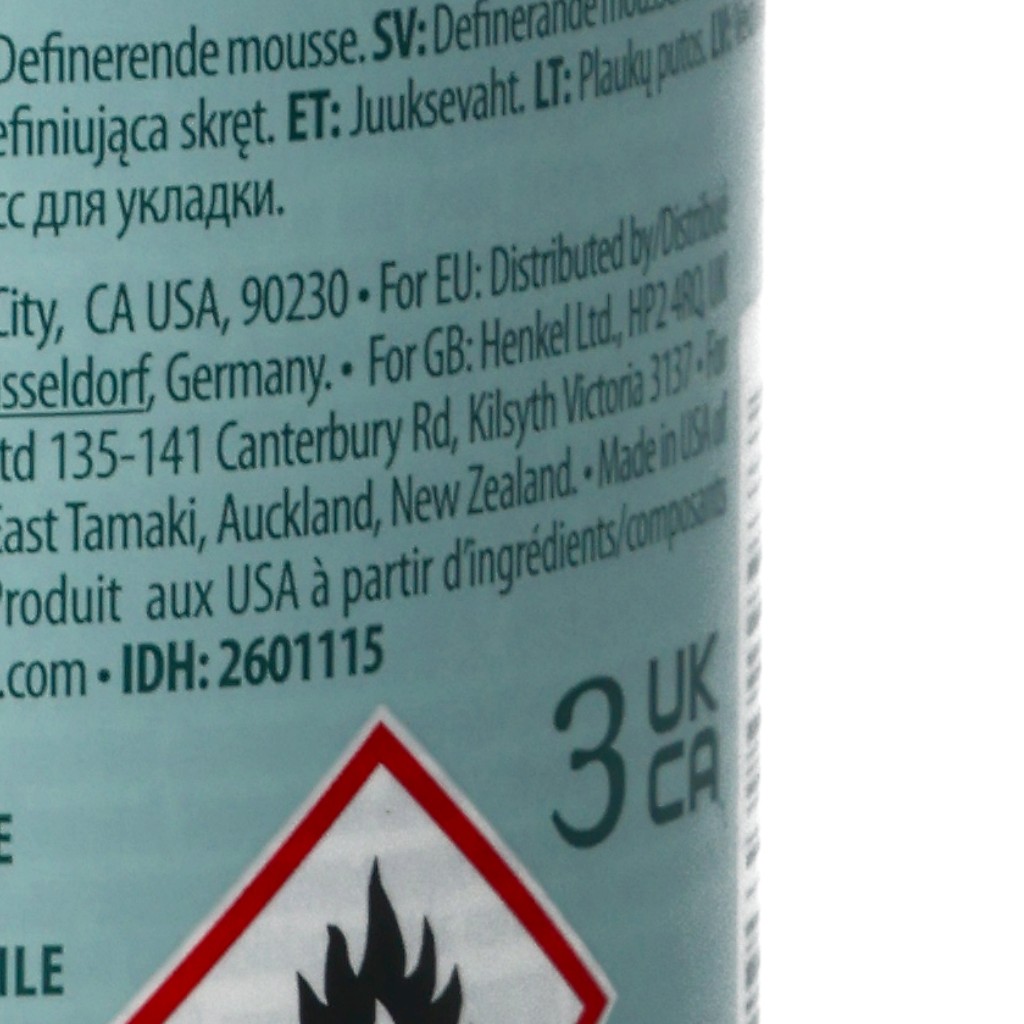 Definerende mousse. SV: Definerande
efiniująca skręt. ET: Juuksevaht. LT: Plaukų putos. LV:
сс для укладки.
City, CA USA, 90230 • For EU: Distributed by/Distribué
sseldorf, Germany. • For GB: Henkel Ltd., HP2 4RQ, UK
td 135-141 Canterbury Rd, Kilsyth Victoria 3137 • For
East Tamaki, Auckland, New Zealand. • Made in USA of
Produit aux USA à partir d'ingrédients/composants
.com • IDH: 2601115
3 UK
CA
E
ILE